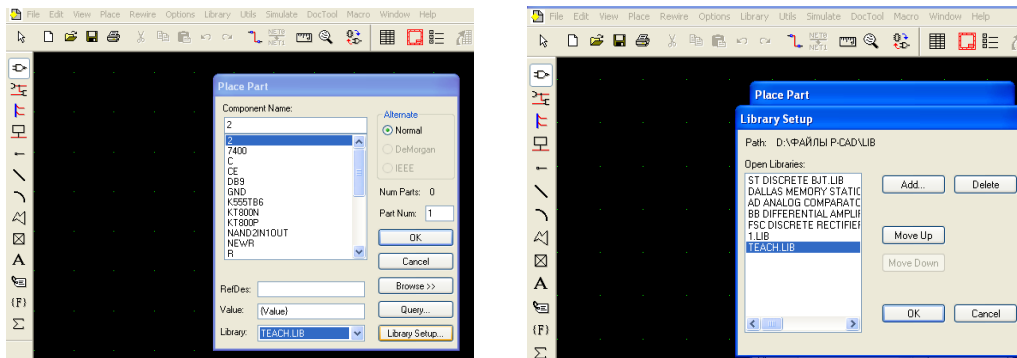 File Edit View Place Rewire Options Library Utils Simulate DocTool Macro Window Help
NET0
NET1
Place Part
Component Name:
2
2
7400
C
CE
DB9
GND
K555TB6
KT800N
KT800P
NAND2IN1OUT
NEWR
R
Alternate
Normal
DeMorgan
IEEE
Num Parts: 0
Part Num: 1
OK
Cancel
Browse >>
Query...
Library Setup...
RefDes:
Value: {Value}
Library: TEACH.LIB
A
{F}
Σ
File Edit View Place Rewire Options Library Utils Simulate DocTool Macro Window Help
NET0
NET1
Place Part
Library Setup
Path: D:\ФАЙЛЫ P-CAD\LIB
Open Libraries:
ST DISCRETE BJT.LIB
DALLAS MEMORY STATIC
AD ANALOG COMPARATC
BB DIFFERENTIAL AMPLIF
FSC DISCRETE RECTIFIEF
1.LIB
TEACH.LIB
Add...
Delete
Move Up
Move Down
OK
Cancel
A
{F}
Σ